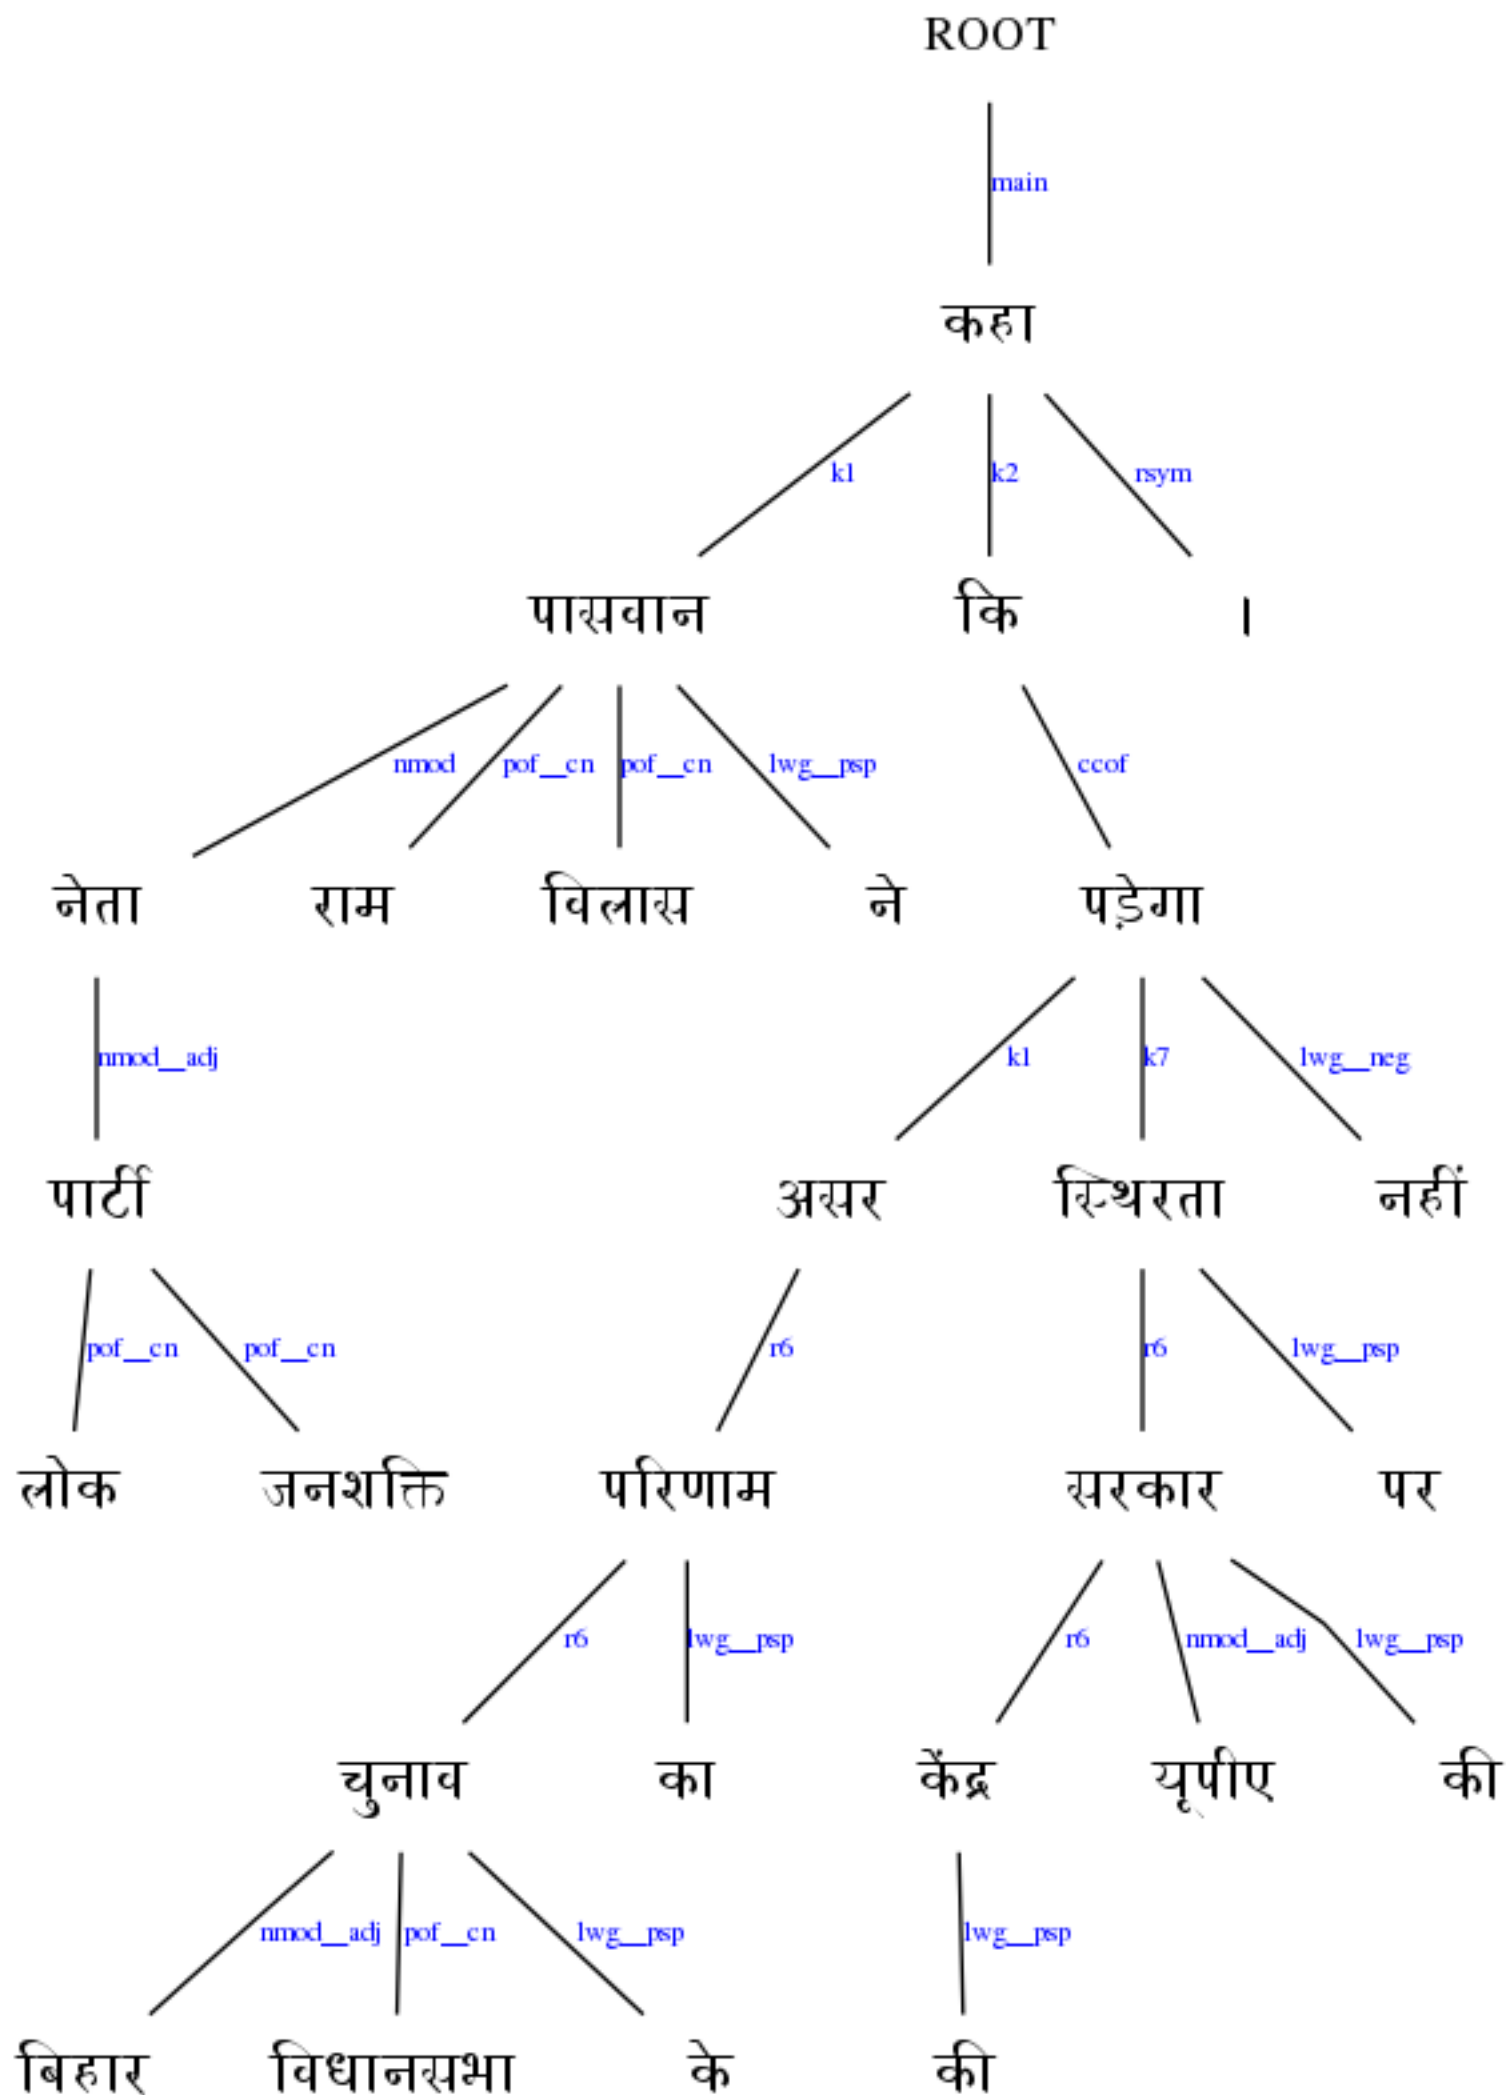 ROOT
main
कहा
k1 k2 rsym
पासवान कि ।
nmod pof__cn pof__cn lwg__psp ccof
नेता राम विलास ने पड़ेगा
nmod__adj k1 k7 lwg__neg
पार्टी असर स्थिरता नहीं
pof__cn pof__cn r6 r6 lwg__psp
लोक जनशक्ति परिणाम सरकार पर
r6 lwg__psp r6 nmod__adj lwg__psp
चुनाव का केंद्र यूपीए की
nmod__adj pof__cn lwg__psp lwg__psp
बिहार विधानसभा के की